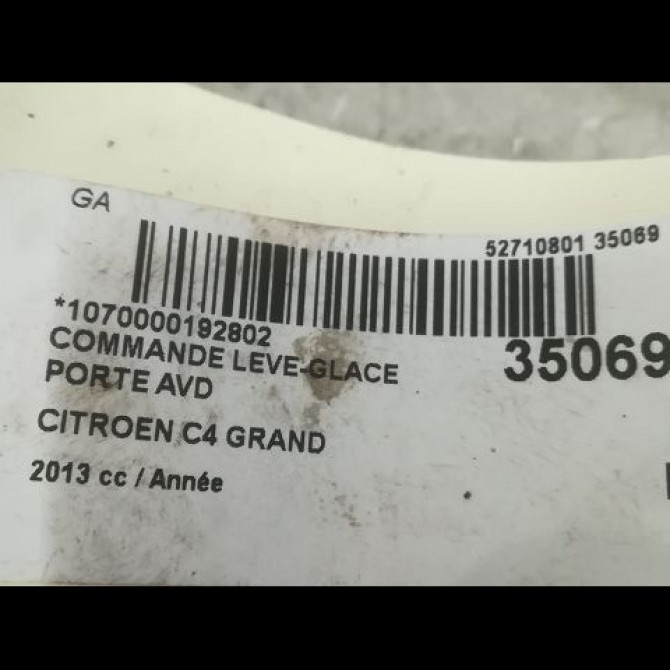 GA
52710801 35069
*1070000192802
35069
COMMANDE LEVE-GLACE
PORTE AVD
CITROEN C4 GRAND
2013 cc / Année